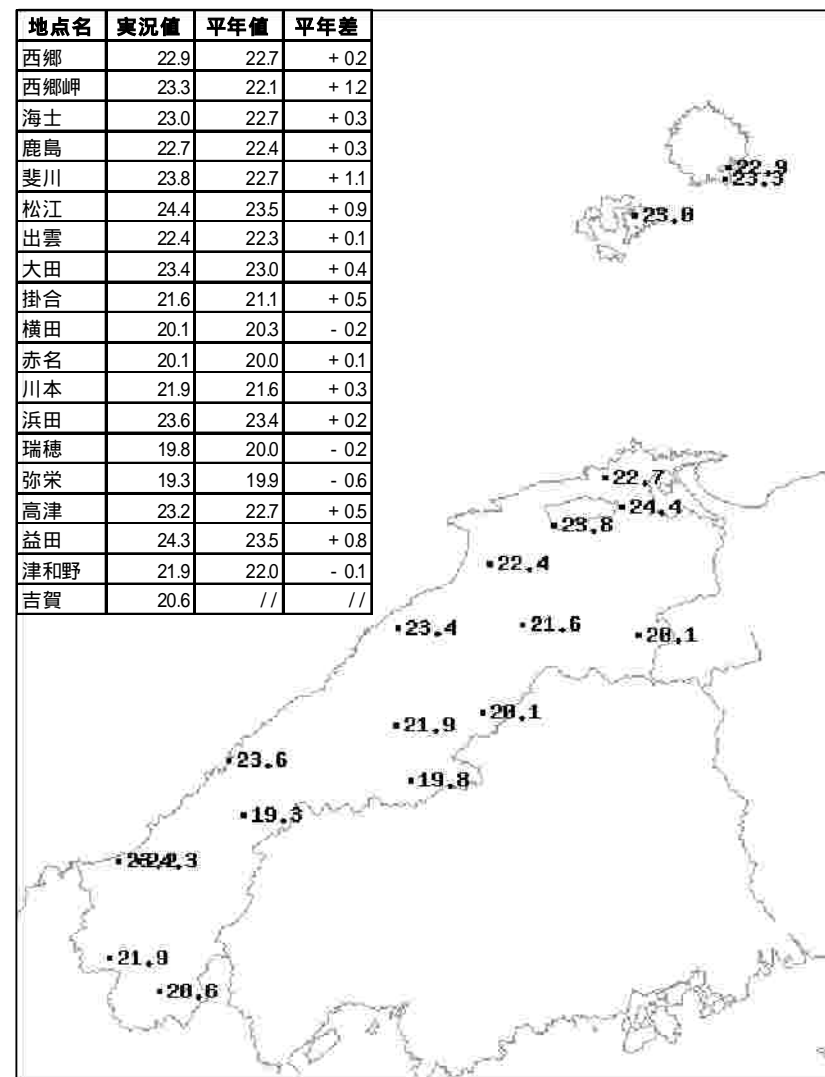 地点名 実況値 平年値 平年差
西郷 22.9 22.7 + 0.2
西郷岬 23.3 22.1 + 1.2
海士 23.0 22.7 + 0.3
鹿島 22.7 22.4 + 0.3
斐川 23.8 22.7 + 1.1
松江 24.4 23.5 + 0.9
出雲 22.4 22.3 + 0.1
大田 23.4 23.0 + 0.4
掛合 21.6 21.1 + 0.5
横田 20.1 20.3 - 0.2
赤名 20.1 20.0 + 0.1
川本 21.9 21.6 + 0.3
浜田 23.6 23.4 + 0.2
瑞穂 19.8 20.0 - 0.2
弥栄 19.3 19.9 - 0.6
高津 23.2 22.7 + 0.5
益田 24.3 23.5 + 0.8
津和野 21.9 22.0 - 0.1
吉賀 20.6 // //
22.9
23.3
23.0
22.7
24.4
23.8
22.4
23.4
21.6
20.1
20.1
21.9
23.6
19.8
19.3
21.9
20.6